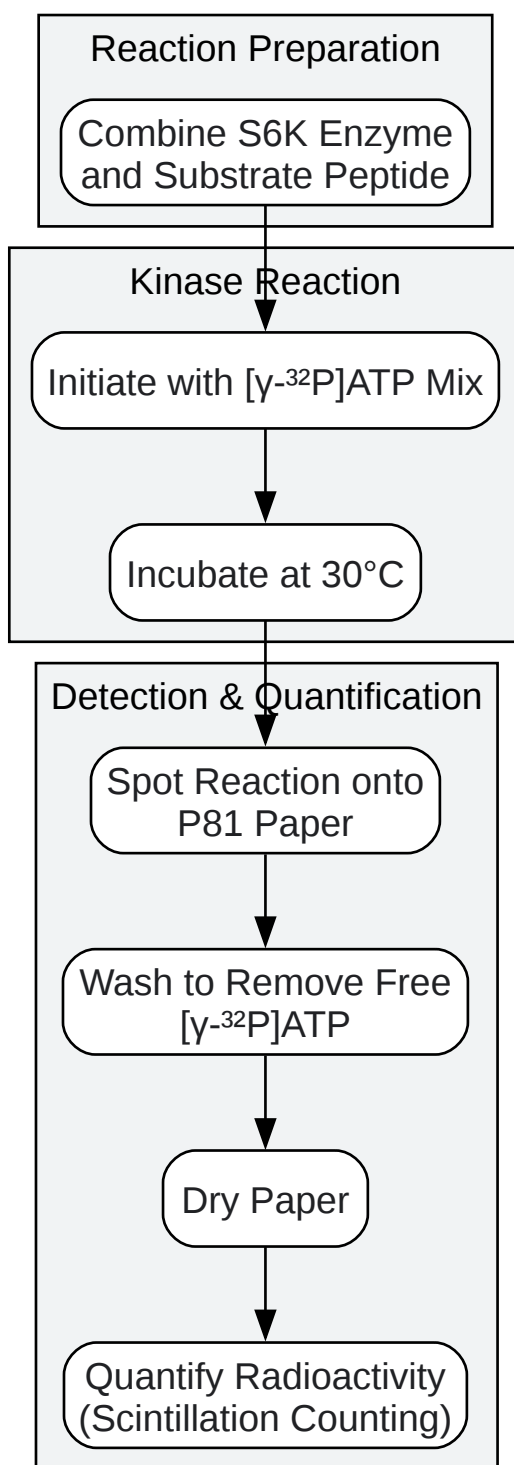 Reaction Preparation
Combine S6K Enzyme
and Substrate Peptide
Kinase Reaction
Initiate with [γ-³²P]ATP Mix
Incubate at 30°C
Detection & Quantification
Spot Reaction onto
P81 Paper
Wash to Remove Free
[γ-³²P]ATP
Dry Paper
Quantify Radioactivity
(Scintillation Counting)